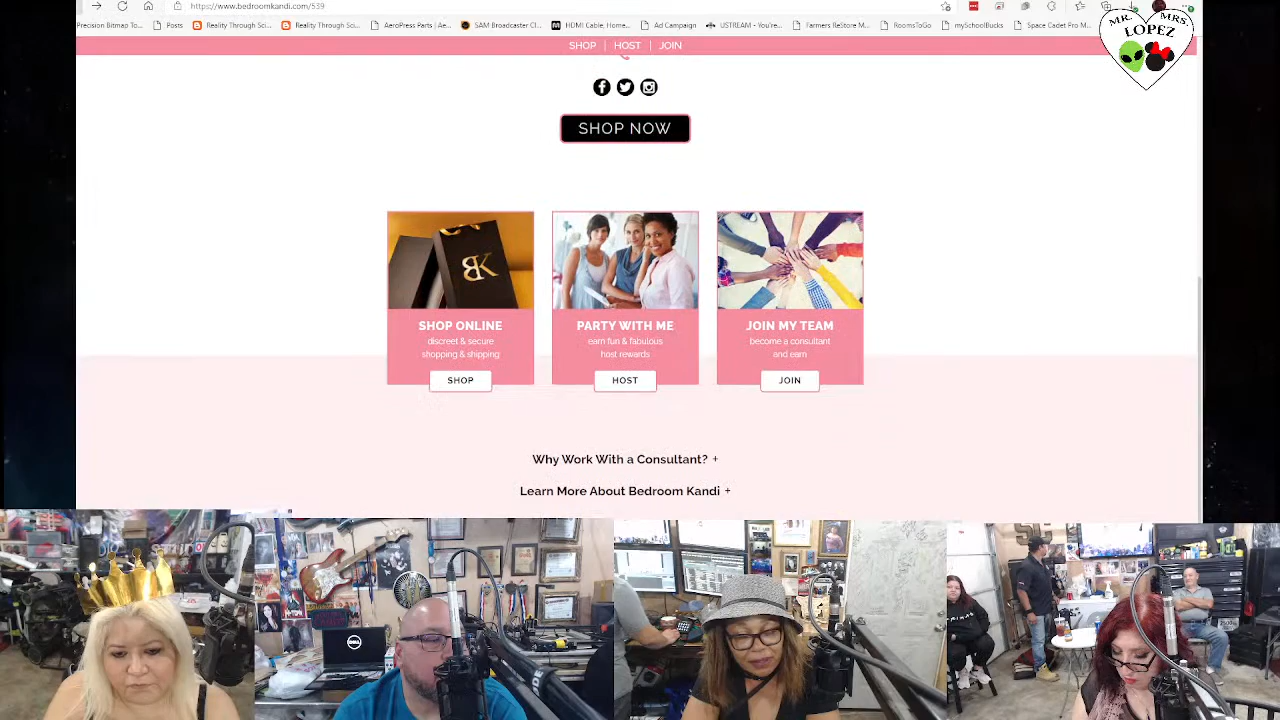 https://www.bedroomkandi.com/539
Precision Bitmap To...
Reality Through Sci...
Reality Through Sci...
AeroPress Parts | A...
SAM Broadcaster Cl...
HDMI Cable, Home...
Ad Campaign
USTREAM - You're...
Farmers ReStore M...
RoomsToGo
mySchoolBucks
Space Cadet Pro M...
MR. MRS.
LOPEZ
SHOP | HOST | JOIN
SHOP NOW
BK
SHOP ONLINE
discreet & secure
shopping & shipping
SHOP
PARTY WITH ME
earn fun & fabulous
host rewards
HOST
JOIN MY TEAM
become a consultant
and earn
JOIN
Why Work With a Consultant? +
Learn More About Bedroom Kandi +
DELL